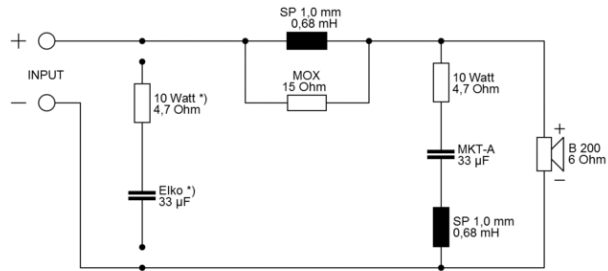 SP 1,0 mm
0,68 mH
+
INPUT
−
MOX
15 Ohm
10 Watt *)
4,7 Ohm
10 Watt
4,7 Ohm
Elko *)
33 µF
MKT-A
33 µF
+
B 200
6 Ohm
−
SP 1,0 mm
0,68 mH